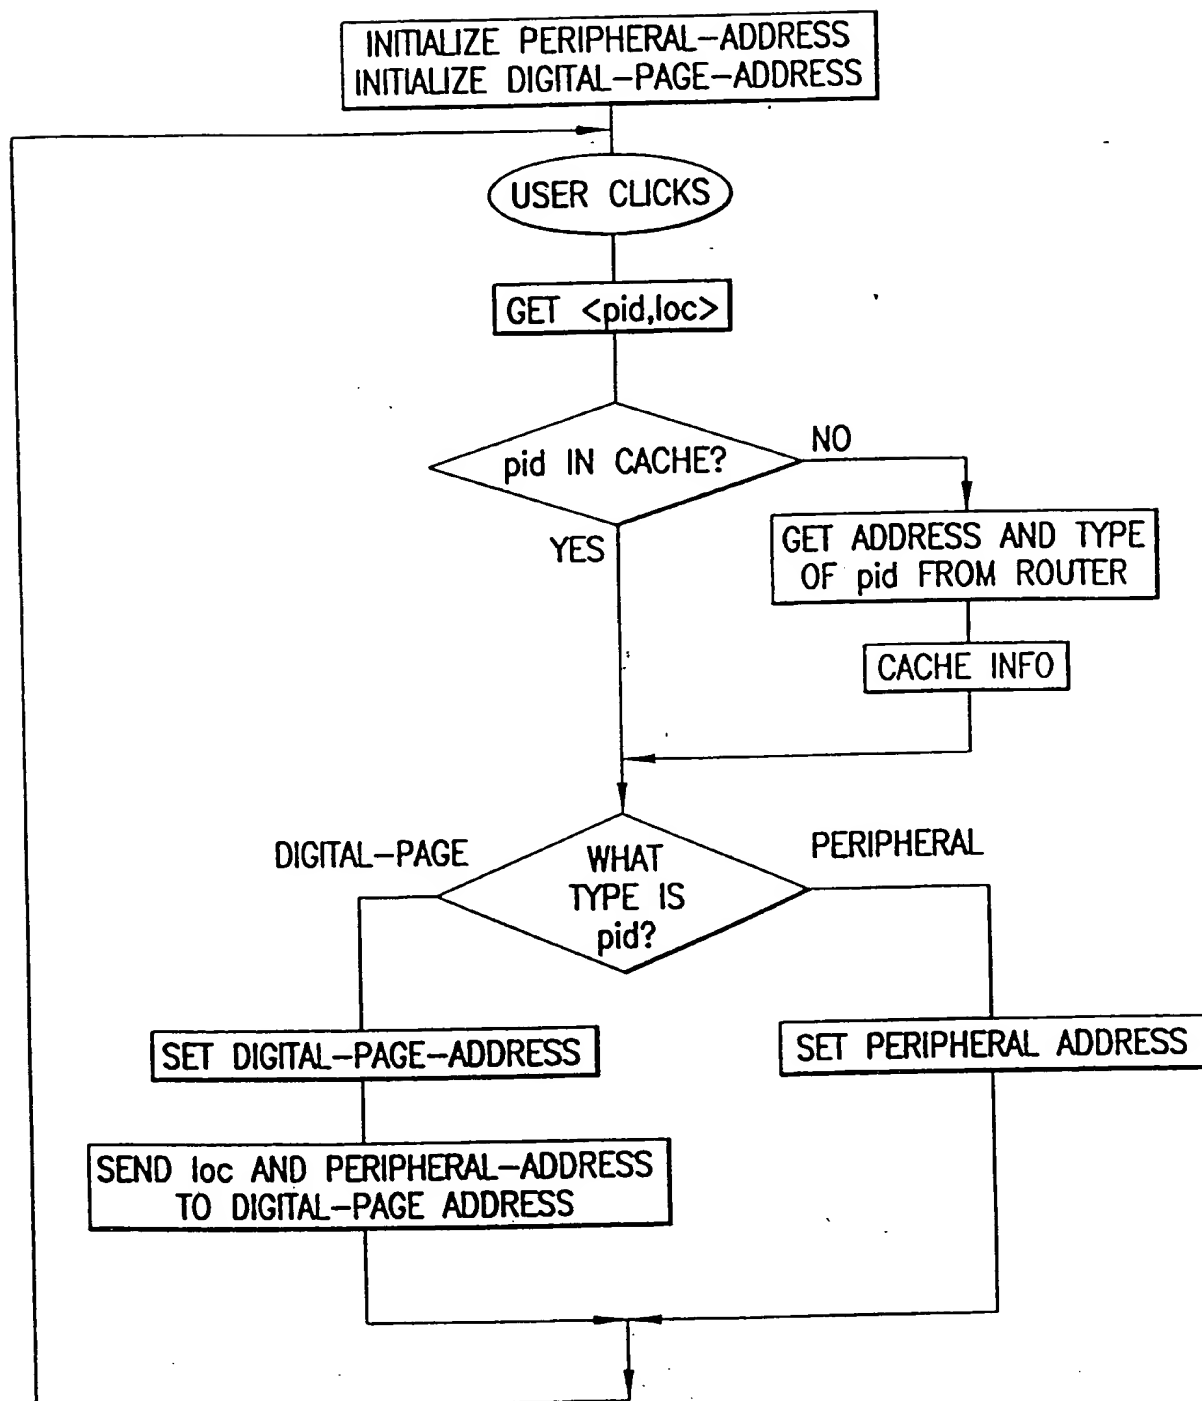 INITIALIZE PERIPHERAL-ADDRESS
INITIALIZE DIGITAL-PAGE-ADDRESS
USER CLICKS
GET <pid,loc>
pid IN CACHE?
NO
YES
GET ADDRESS AND TYPE
OF pid FROM ROUTER
CACHE INFO
DIGITAL-PAGE
WHAT
TYPE IS
pid?
PERIPHERAL
SET DIGITAL-PAGE-ADDRESS
SET PERIPHERAL ADDRESS
SEND loc AND PERIPHERAL-ADDRESS
TO DIGITAL-PAGE ADDRESS